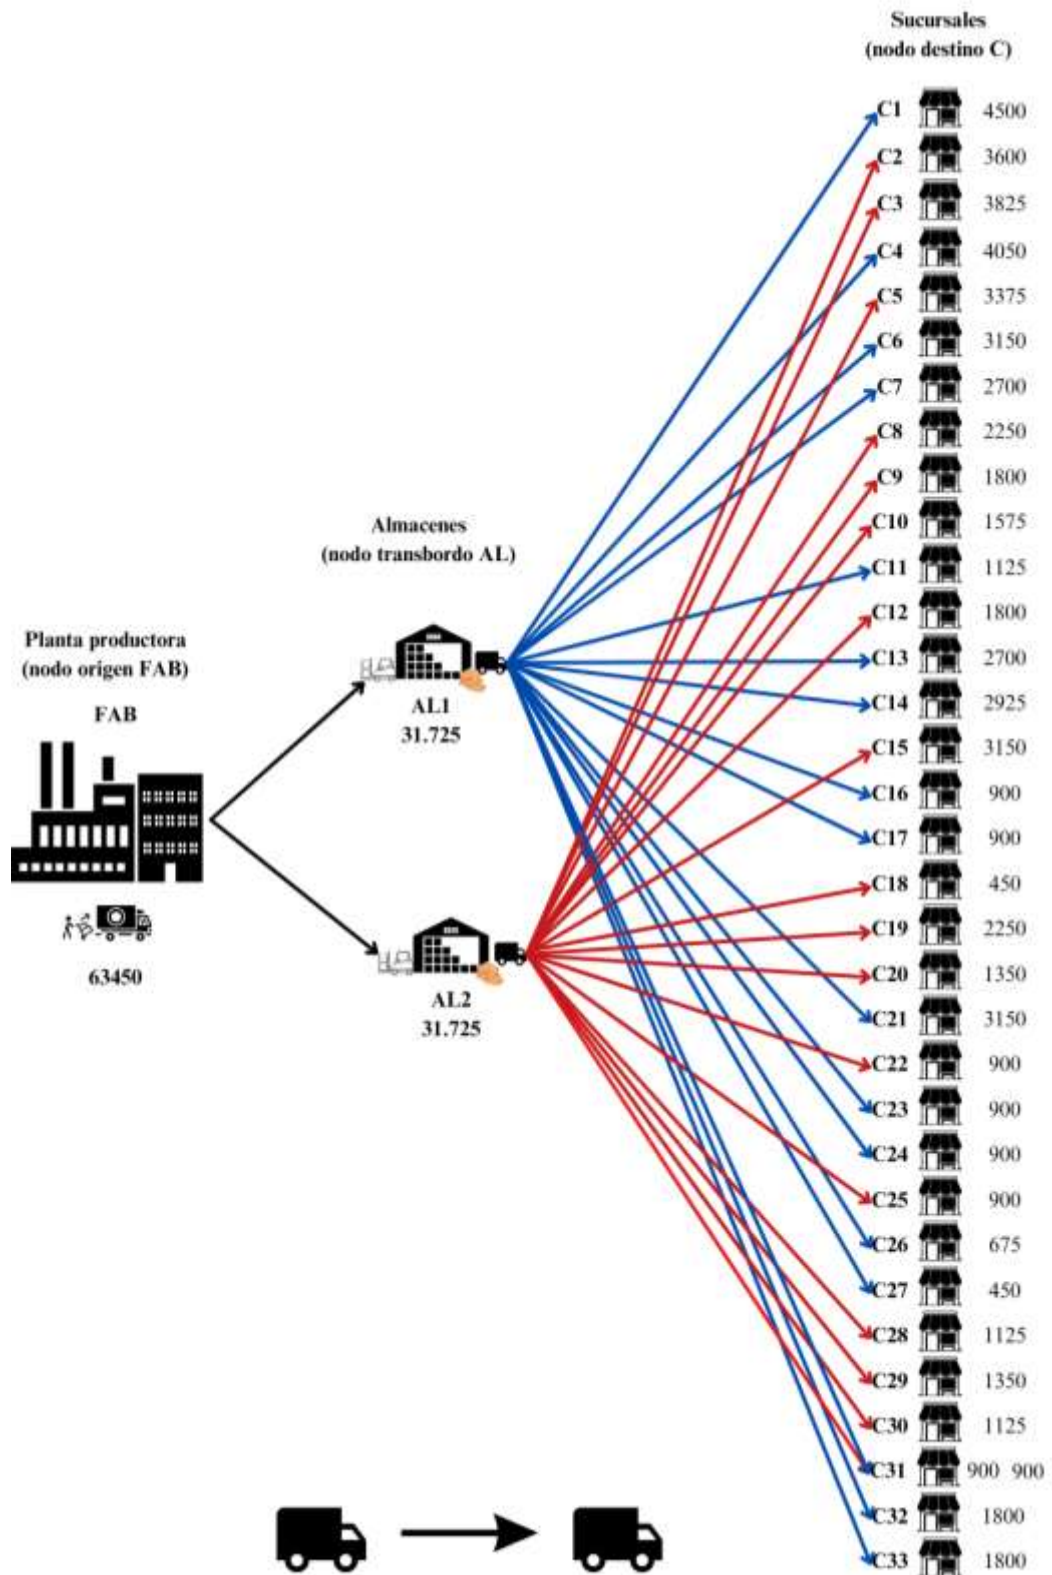 Sucursales
(nodo destino C)
C1 4500
C2 3600
C3 3825
C4 4050
C5 3375
C6 3150
C7 2700
C8 2250
C9 1800
C10 1575
C11 1125
C12 1800
C13 2700
C14 2925
C15 3150
C16 900
C17 900
C18 450
C19 2250
C20 1350
C21 3150
C22 900
C23 900
C24 900
C25 900
C26 675
C27 450
C28 1125
C29 1350
C30 1125
C31 900 900
C32 1800
C33 1800
Almacenes
(nodo transbordo AL)
AL1
31.725
AL2
31.725
Planta productora
(nodo origen FAB)
FAB
63450